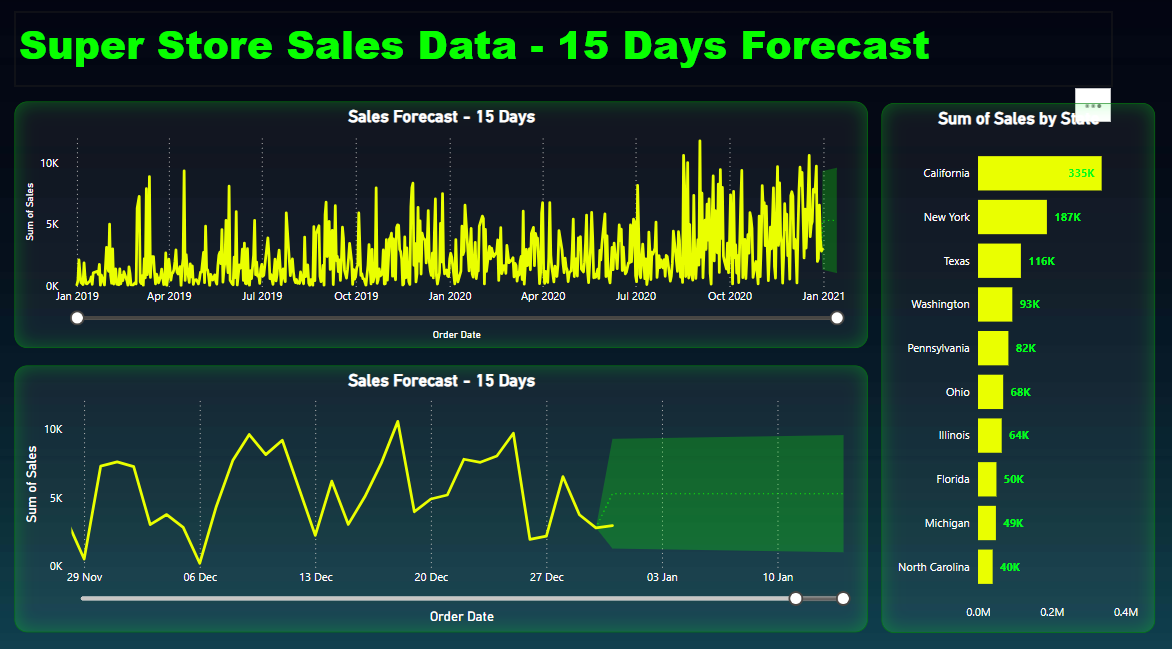 Super Store Sales Data - 15 Days Forecast
Sales Forecast - 15 Days
Sum of Sales
10K
5K
0K
Jan 2019 Apr 2019 Jul 2019 Oct 2019 Jan 2020 Apr 2020 Jul 2020 Oct 2020 Jan 2021
Order Date
Sales Forecast - 15 Days
Sum of Sales
10K
5K
0K
29 Nov 06 Dec 13 Dec 20 Dec 27 Dec 03 Jan 10 Jan
Order Date
Sum of Sales by State
California 335K
New York 187K
Texas 116K
Washington 93K
Pennsylvania 82K
Ohio 68K
Illinois 64K
Florida 50K
Michigan 49K
North Carolina 40K
0.0M 0.2M 0.4M